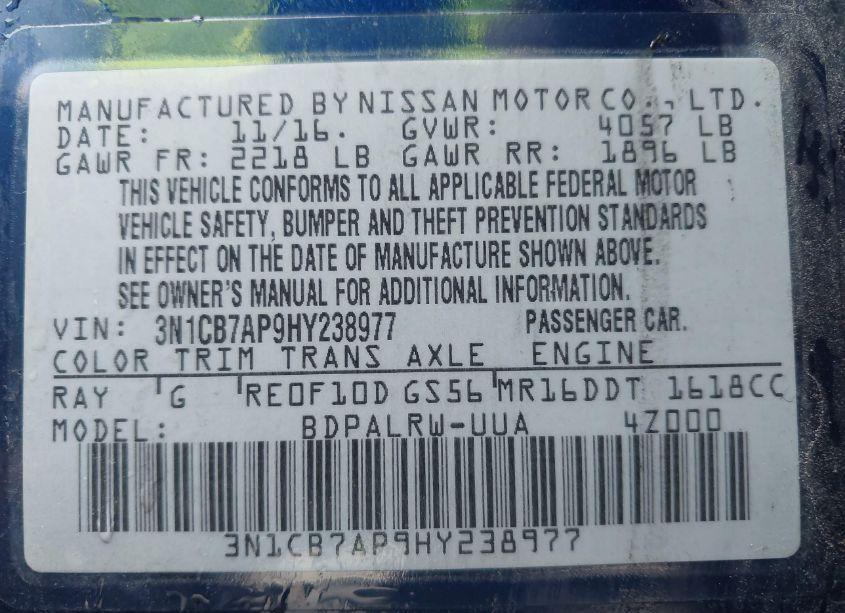 MANUFACTURED BY NISSAN MOTOR CO., LTD.
DATE: 11/16. GVWR: 4057 LB
GAWR FR: 2218 LB GAWR RR: 1896 LB
THIS VEHICLE CONFORMS TO ALL APPLICABLE FEDERAL MOTOR
VEHICLE SAFETY, BUMPER AND THEFT PREVENTION STANDARDS
IN EFFECT ON THE DATE OF MANUFACTURE SHOWN ABOVE.
SEE OWNER'S MANUAL FOR ADDITIONAL INFORMATION.
VIN: 3N1CB7AP9HY238977 PASSENGER CAR.
COLOR TRIM TRANS AXLE ENGINE
RAY G RE0F10D GS56 MR16DDT 1618CC
MODEL: BDPALRW-UUA 4Z000
3N1CB7AP9HY238977